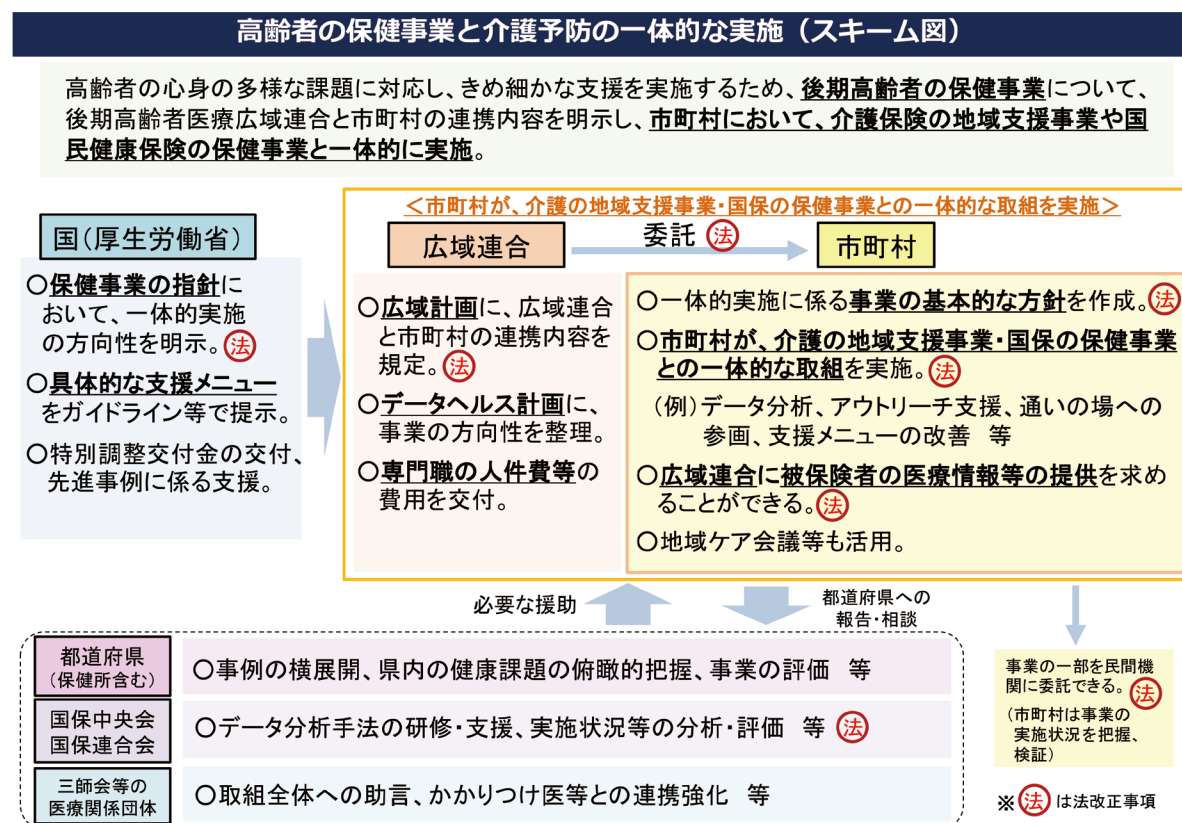 高齢者の保健事業と介護予防の一体的な実施（スキーム図）
高齢者の心身の多様な課題に対応し、きめ細かな支援を実施するため、後期高齢者の保健事業について、
後期高齢者医療広域連合と市町村の連携内容を明示し、市町村において、介護保険の地域支援事業や国
民健康保険の保健事業と一体的に実施。
国（厚生労働省）
○保健事業の指針に
おいて、一体的実施
の方向性を明示。法
○具体的な支援メニュー
をガイドライン等で提示。
○特別調整交付金の交付、
先進事例に係る支援。
＜市町村が、介護の地域支援事業・国保の保健事業との一体的な取組を実施＞
広域連合
委託 法
市町村
○広域計画に、広域連合
と市町村の連携内容を
規定。法
○データヘルス計画に、
事業の方向性を整理。
○専門職の人件費等の
費用を交付。
○一体的実施に係る事業の基本的な方針を作成。法
○市町村が、介護の地域支援事業・国保の保健事業
との一体的な取組を実施。法
（例）データ分析、アウトリーチ支援、通いの場への
参画、支援メニューの改善　等
○広域連合に被保険者の医療情報等の提供を求め
ることができる。法
○地域ケア会議等も活用。
必要な援助
都道府県への
報告・相談
都道府県
（保健所含む）
○事例の横展開、県内の健康課題の俯瞰的把握、事業の評価　等
国保中央会
国保連合会
○データ分析手法の研修・支援、実施状況等の分析・評価　等 法
三師会等の
医療関係団体
○取組全体への助言、かかりつけ医等との連携強化　等
事業の一部を民間機
関に委託できる。法
（市町村は事業の
実施状況を把握、
検証）
※法は法改正事項